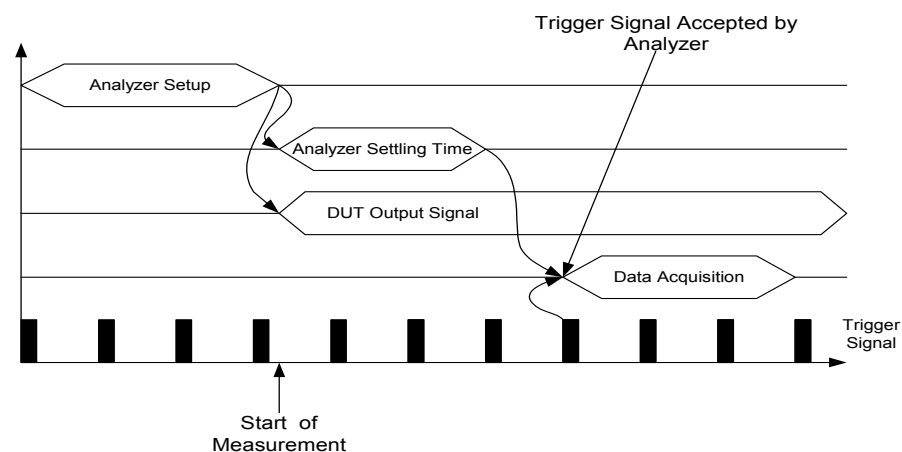 Trigger Signal Accepted by
Analyzer
Analyzer Setup
Analyzer Settling Time
DUT Output Signal
Data Acquisition
Trigger
Signal
Start of
Measurement